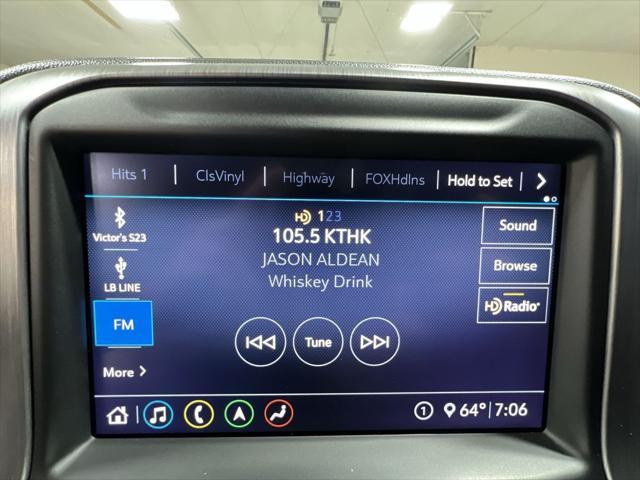 Hits 1 ClsVinyl Highway FOXHdlns Hold to Set
HD 123
105.5 KTHK
JASON ALDEAN
Whiskey Drink
Victor's S23
LB LINE
FM
More
Tune
Sound
Browse
HD Radio
1 64° 7:06